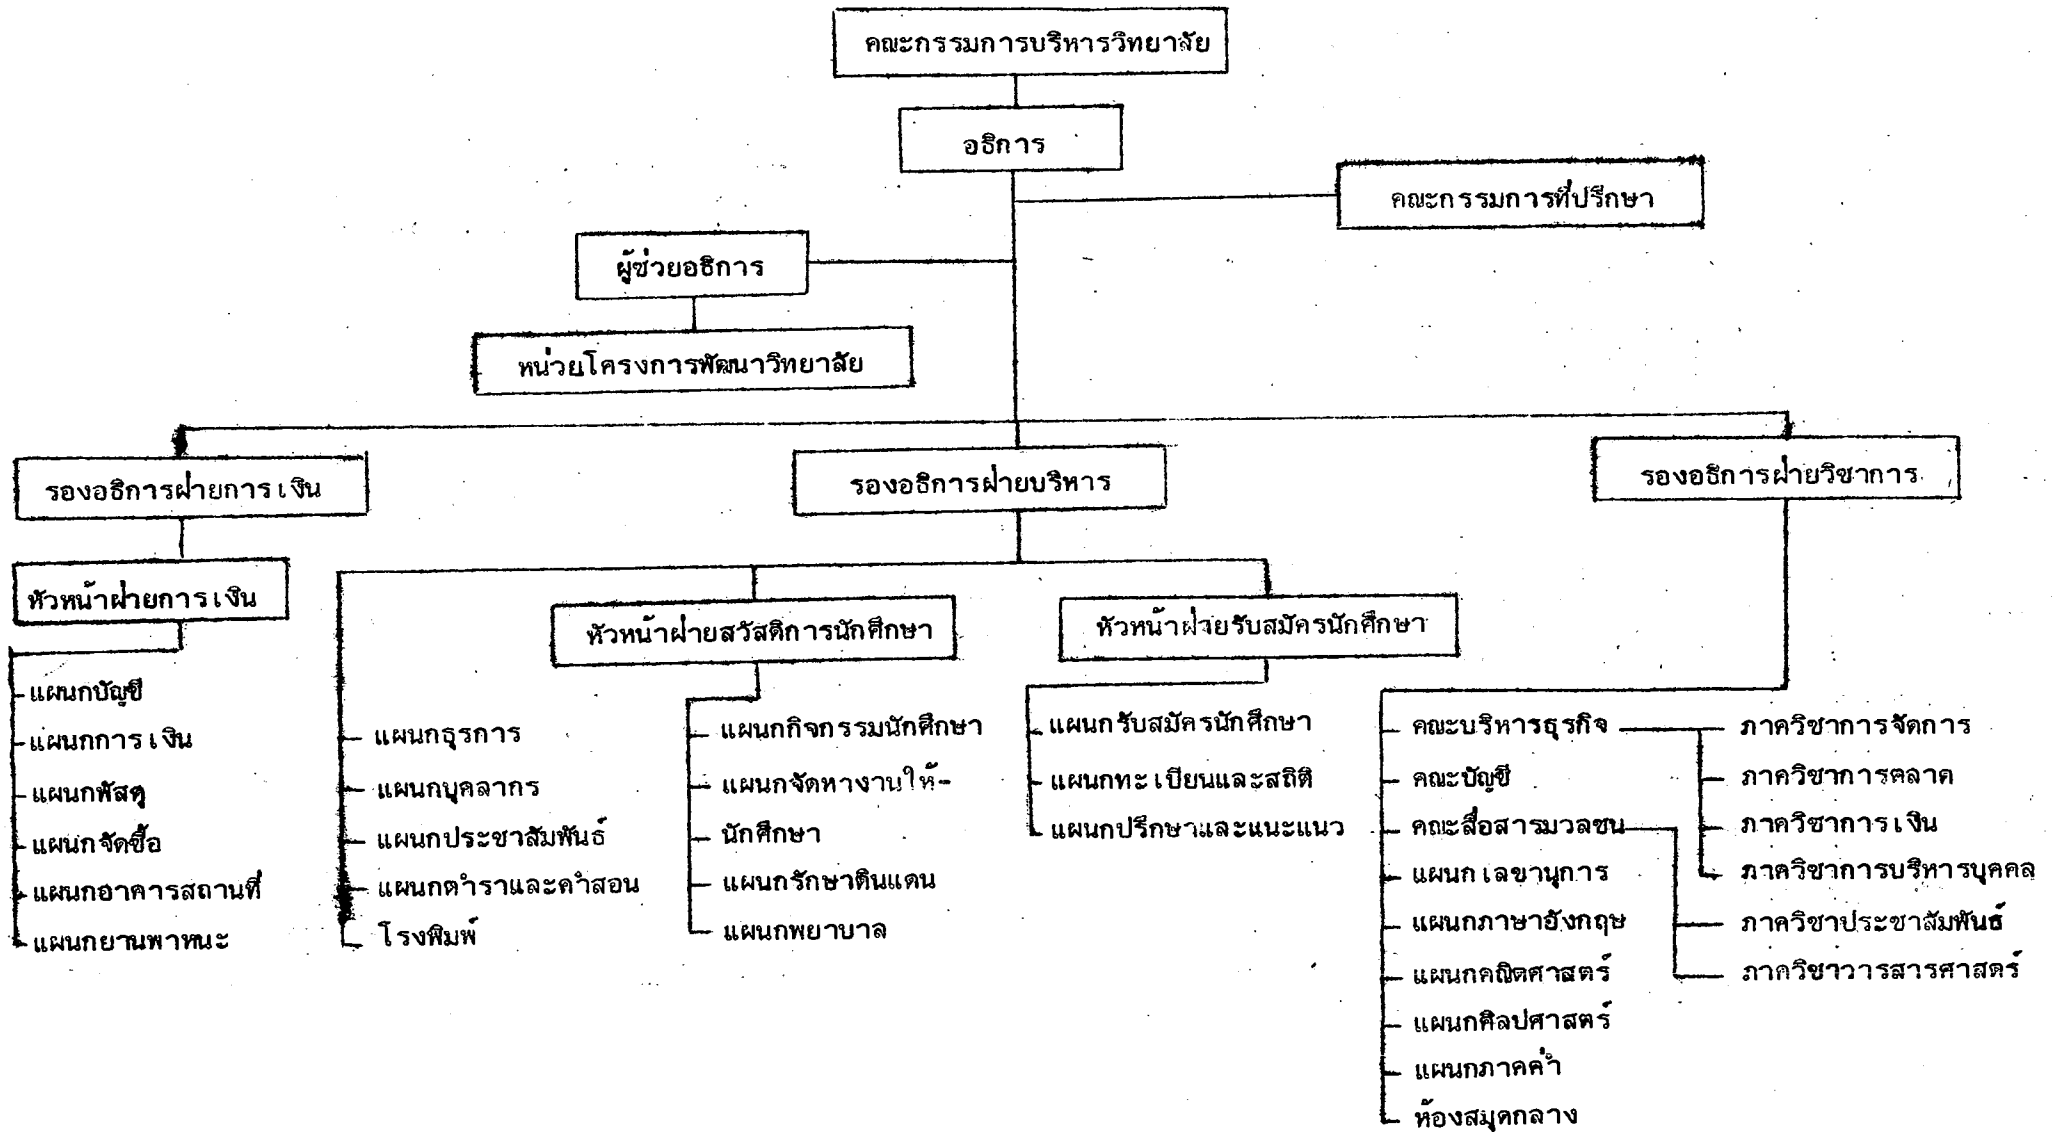 คณะกรรมการบริหารวิทยาลัย
อธิการ
คณะกรรมการที่ปรึกษา
ผู้ช่วยอธิการ
หน่วยโครงการพัฒนาวิทยาลัย
รองอธิการฝ่ายการเงิน
รองอธิการฝ่ายบริหาร
รองอธิการฝ่ายวิชาการ
หัวหน้าฝ่ายการเงิน
แผนกบัญชี
แผนกการเงิน
แผนกพัสดุ
แผนกจัดซื้อ
แผนกอาคารสถานที่
แผนกยานพาหนะ
แผนกธุรการ
แผนกบุคลากร
แผนกประชาสัมพันธ์
แผนกตำราและคำสอน
โรงพิมพ์
หัวหน้าฝ่ายสวัสดิการนักศึกษา
แผนกกิจกรรมนักศึกษา
แผนกจัดหางานให้-
นักศึกษา
แผนกรักษาดินแดน
แผนกพยาบาล
หัวหน้าฝ่ายรับสมัครนักศึกษา
แผนกรับสมัครนักศึกษา
แผนกทะเบียนและสถิติ
แผนกปรึกษาและแนะแนว
คณะบริหารธุรกิจ
คณะบัญชี
คณะสื่อสารมวลชน
แผนกเลขานุการ
แผนกภาษาอังกฤษ
แผนกคณิตศาสตร์
แผนกศิลปศาสตร์
แผนกภาคค่ำ
ห้องสมุดกลาง
ภาควิชาการจัดการ
ภาควิชาการตลาด
ภาควิชาการเงิน
ภาควิชาการบริหารบุคคล
ภาควิชาประชาสัมพันธ์
ภาควิชาวารสารศาสตร์